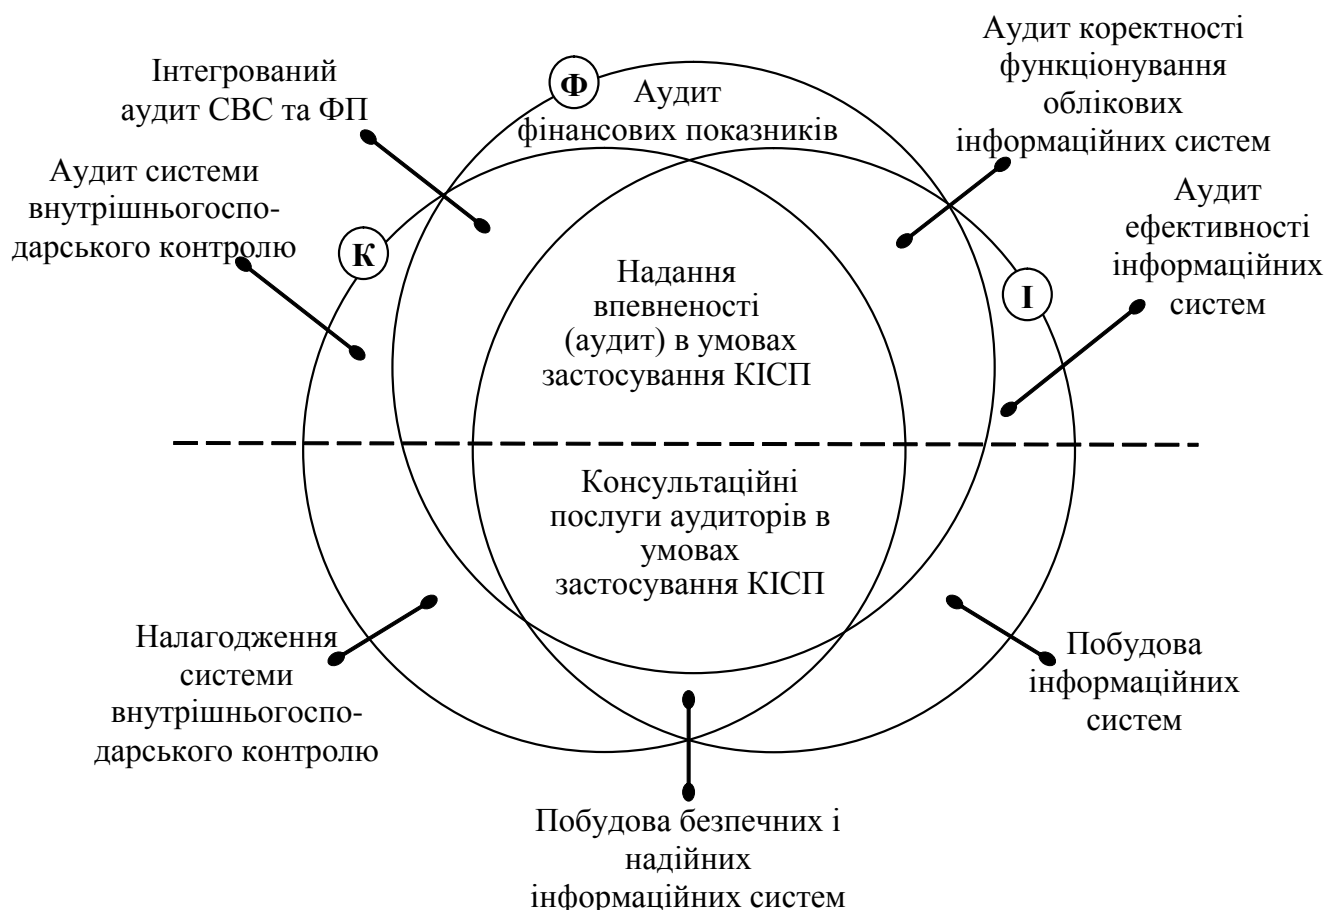 Інтегрований
аудит СВС та ФП
Ф
Аудит
фінансових показників
Аудит коректності
функціонування
облікових
інформаційних систем
Аудит системи
внутрішньогоспо-
дарського контролю
К
Аудит
ефективності
інформаційних
систем
І
Надання
впевненості
(аудит) в умовах
застосування КІСП
Консультаційні
послуги аудиторів в
умовах
застосування КІСП
Налагодження
системи
внутрішньогоспо-
дарського контролю
Побудова
інформаційних
систем
Побудова безпечних і
надійних
інформаційних систем